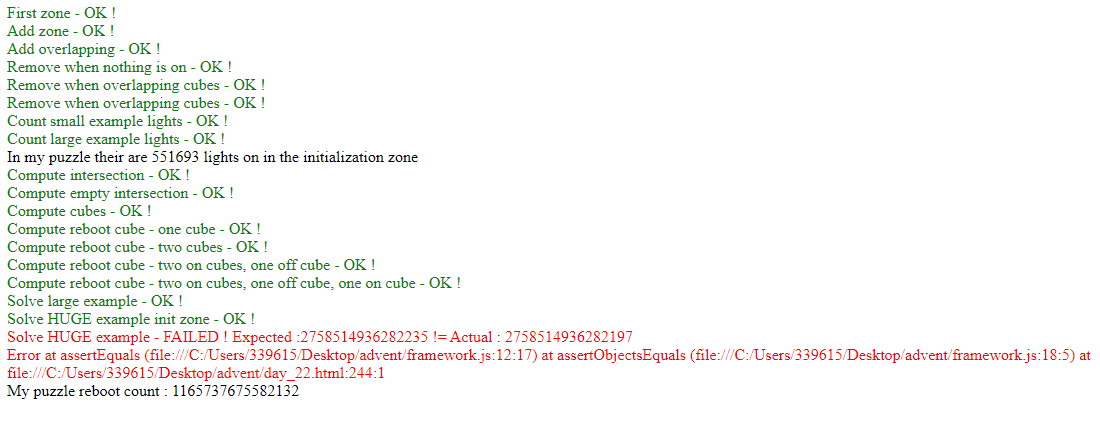 First zone - OK !
Add zone - OK !
Add overlapping - OK !
Remove when nothing is on - OK !
Remove when overlapping cubes - OK !
Remove when overlapping cubes - OK !
Count small example lights - OK !
Count large example lights - OK !
In my puzzle their are 551693 lights on in the initialization zone
Compute intersection - OK !
Compute empty intersection - OK !
Compute cubes - OK !
Compute reboot cube - one cube - OK !
Compute reboot cube - two cubes - OK !
Compute reboot cube - two on cubes, one off cube - OK !
Compute reboot cube - two on cubes, one off cube, one on cube - OK !
Solve large example - OK !
Solve HUGE example init zone - OK !
Solve HUGE example - FAILED ! Expected :2758514936282235 != Actual : 2758514936282197
Error at assertEquals (file:///C:/Users/339615/Desktop/advent/framework.js:12:17) at assertObjectsEquals (file:///C:/Users/339615/Desktop/advent/framework.js:18:5) at
file:///C:/Users/339615/Desktop/advent/day_22.html:244:1
My puzzle reboot count : 1165737675582132